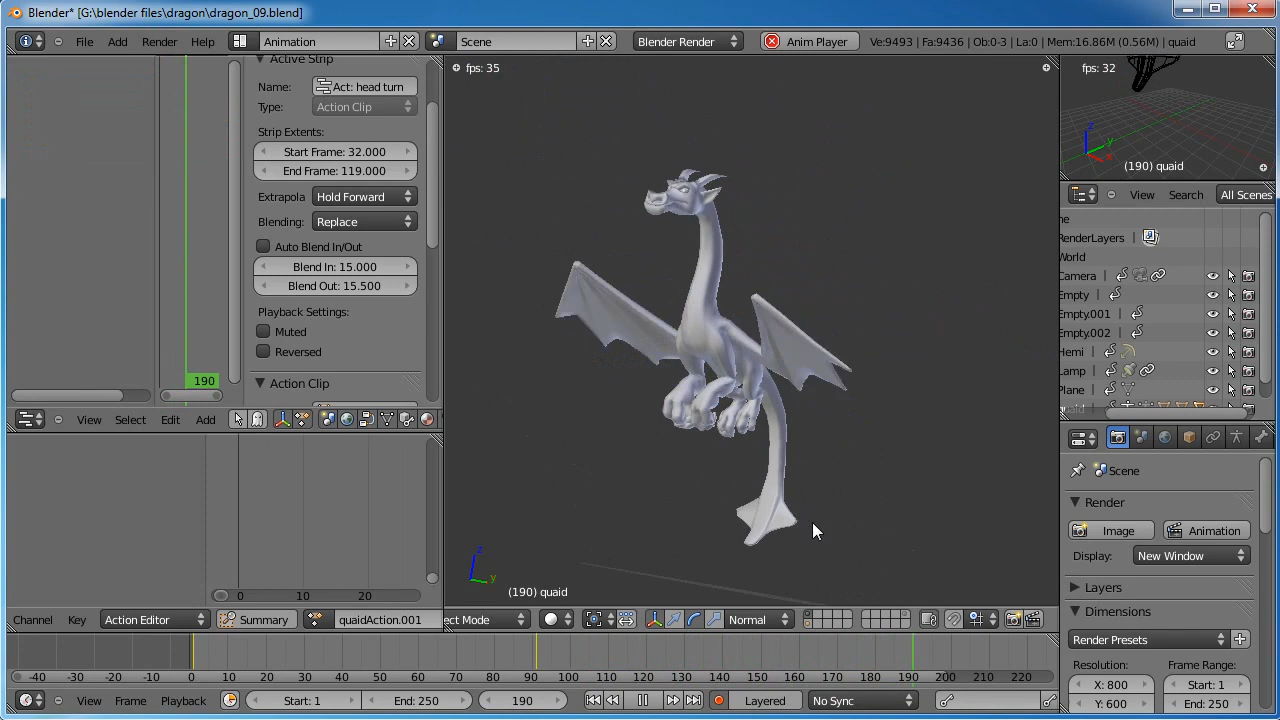 Blender* [G:\blender files\dragon\dragon_09.blend]
File Add Render Help Animation Scene Blender Render Anim Player Ve:9493 | Fa:9436 | Ob:0-3 | La:0 | Mem:16.86M (0.56M) | quaid
Active Strip
Name: Act: head turn
Type: Action Clip
Strip Extents:
Start Frame: 32.000
End Frame: 119.000
Extrapola Hold Forward
Blending: Replace
Auto Blend In/Out
Blend In: 15.000
Blend Out: 15.500
Playback Settings:
Muted
Reversed
Action Clip
190
View Select Edit Add
0 10 20
Channel Key Action Editor Summary quaidAction.001
fps: 35
z
y
(190) quaid
ect Mode Normal
fps: 32
z
y
x
(190) quaid
View Search All Scenes
ne
RenderLayers
World
Camera
Empty
Empty.001
Empty.002
Hemi
Lamp
Plane
quaid
Scene
Render
Image Animation
Display: New Window
Layers
Dimensions
Render Presets
Resolution: Frame Range:
X: 800 Start: 1
Y: 600 End: 250
-40 -30 -20 -10 0 10 20 30 40 50 60 70 80 90 100 110 120 130 140 150 160 170 180 190 200 210 220
View Frame Playback Start: 1 End: 250 190 Layered No Sync